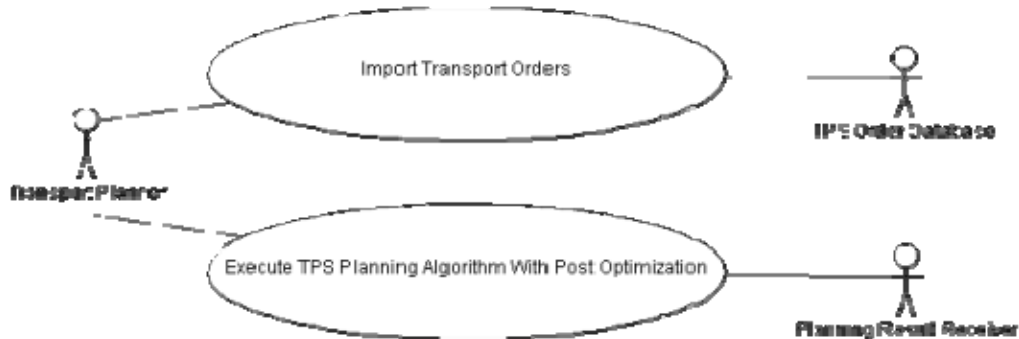 Import Transport Orders
TPS Order Database
Transport Planner
Execute TPS Planning Algorithm With Post Optimization
Planning Result Receiver